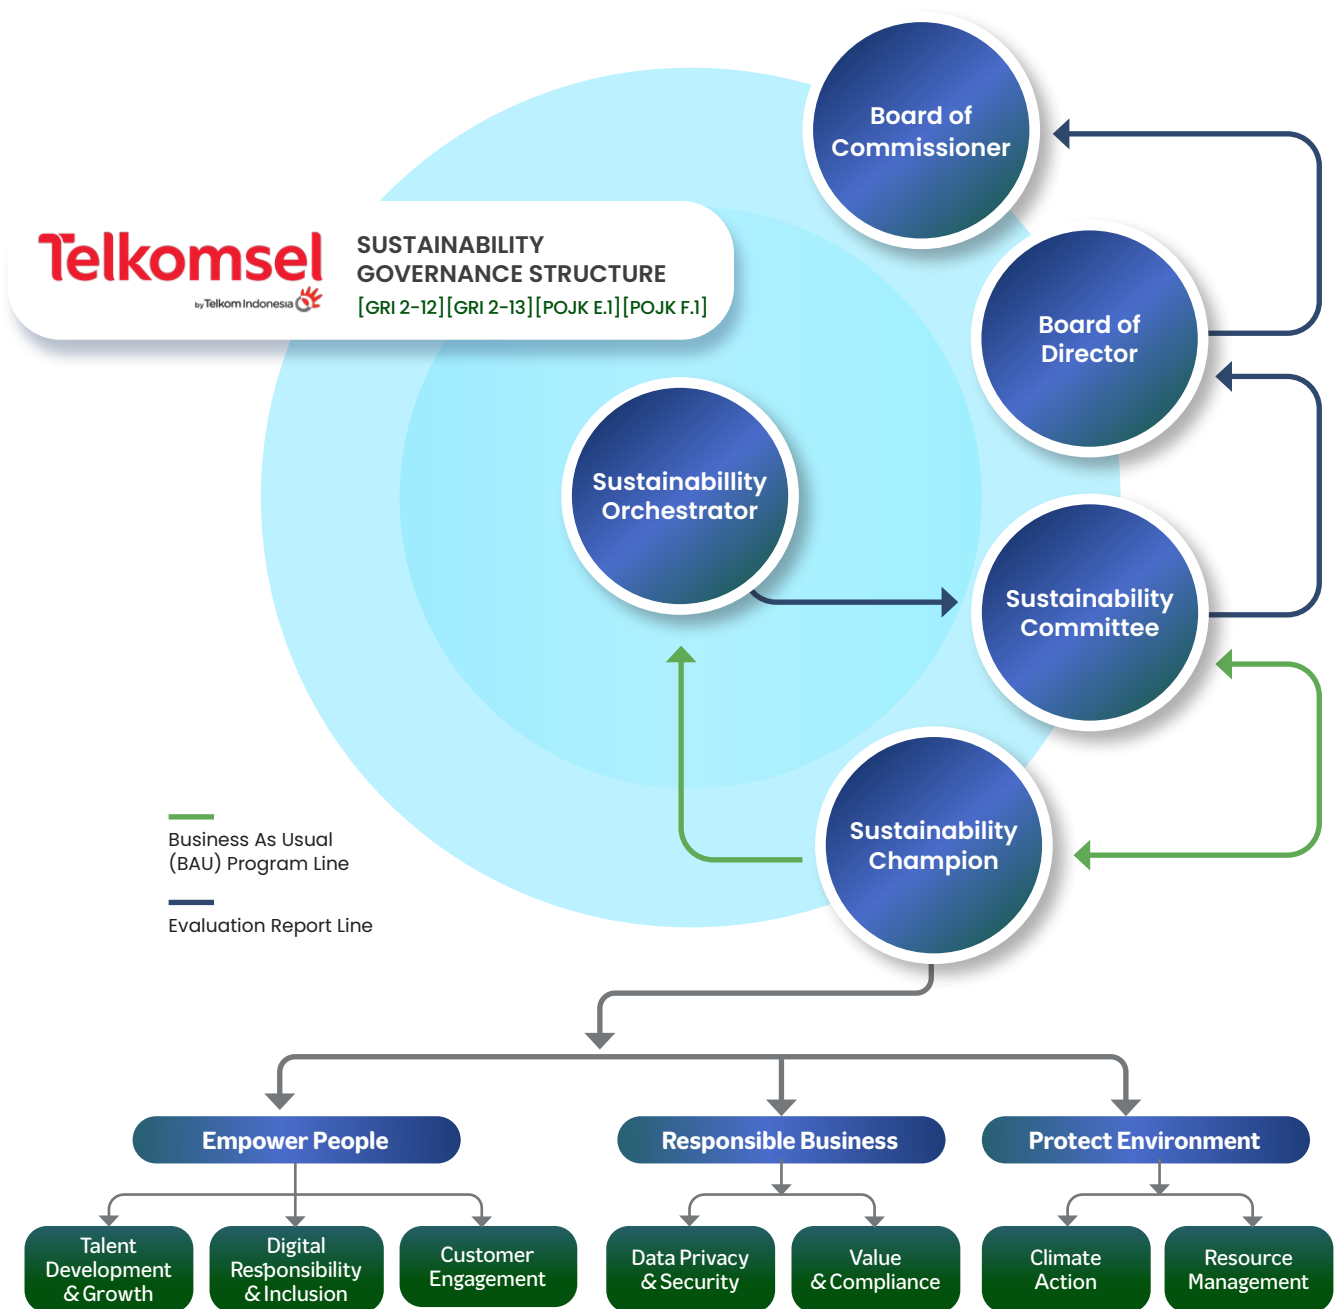 Board of
Commissioner
Telkomsel
by Telkom Indonesia
SUSTAINABILITY
GOVERNANCE STRUCTURE
[GRI 2-12][GRI 2-13][POJK E.1][POJK F.1]
Board of
Director
Sustainabillity
Orchestrator
Sustainability
Committee
Sustainability
Champion
Business As Usual
(BAU) Program Line
Evaluation Report Line
Empower People
Responsible Business
Protect Environment
Talent
Development
& Growth
Digital
Responsibility
& Inclusion
Customer
Engagement
Data Privacy
& Security
Value
& Compliance
Climate
Action
Resource
Management